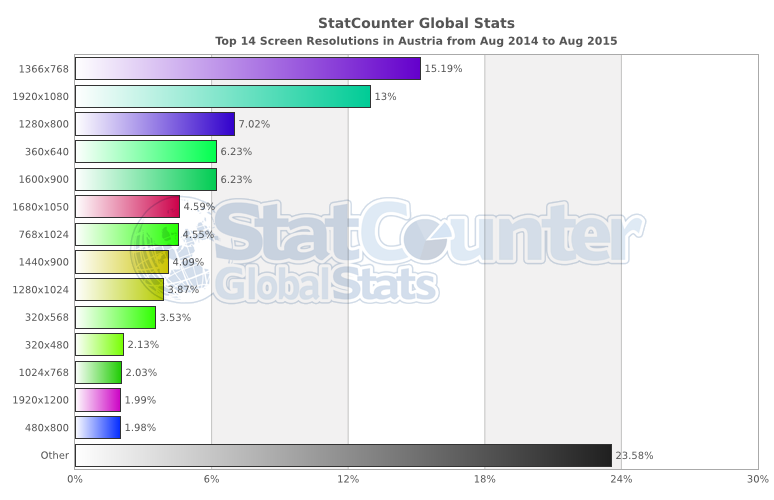 StatCounter Global Stats
Top 14 Screen Resolutions in Austria from Aug 2014 to Aug 2015
1366x768 15.19%
1920x1080 13%
1280x800 7.02%
360x640 6.23%
1600x900 6.23%
1680x1050 4.59%
768x1024 4.55%
1440x900 4.09%
1280x1024 3.87%
320x568 3.53%
320x480 2.13%
1024x768 2.03%
1920x1200 1.99%
480x800 1.98%
Other 23.58%
0% 6% 12% 18% 24% 30%
StatCounter
GlobalStats